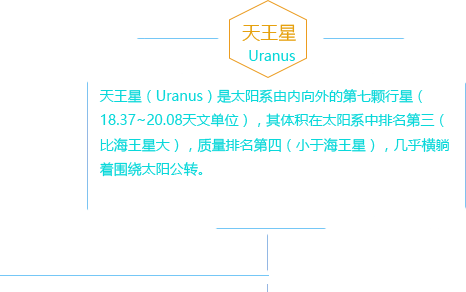 天王星
Uranus
天王星（Uranus）是太阳系由内向外的第七颗行星（
18.37~20.08天文单位），其体积在太阳系中排名第三（
比海王星大），质量排名第四（小于海王星），几乎横躺
着围绕太阳公转。